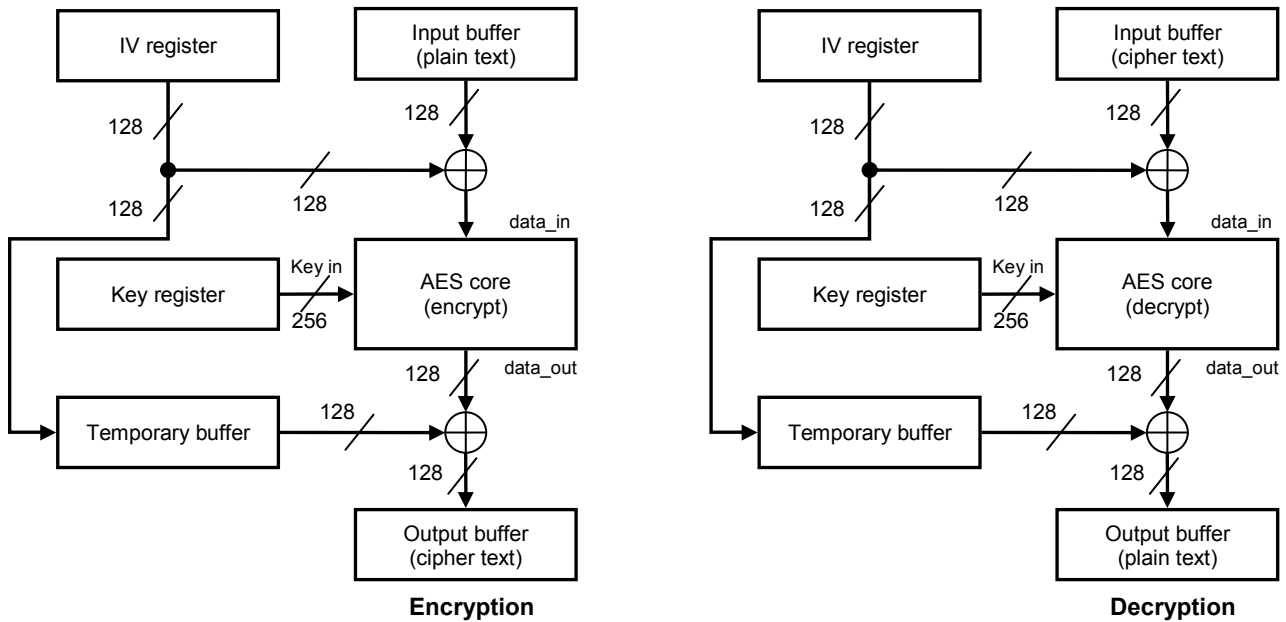 IV register
Input buffer
(plain text)
128
128
128
128
data_in
Key register
Key in
256
AES core
(encrypt)
128
data_out
Temporary buffer
128
128
Output buffer
(cipher text)
Encryption
IV register
Input buffer
(cipher text)
128
128
128
128
data_in
Key register
Key in
256
AES core
(decrypt)
128
data_out
Temporary buffer
128
128
Output buffer
(plain text)
Decryption